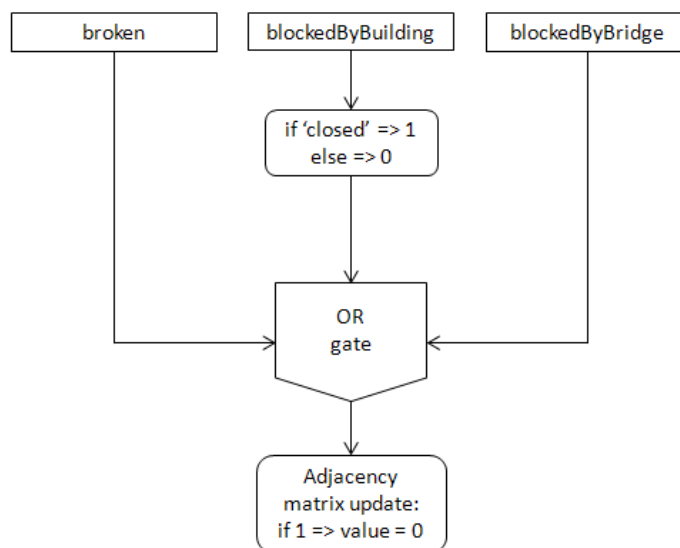 broken
blockedByBuilding
blockedByBridge
if ‘closed’ => 1
else => 0
OR
gate
Adjacency
matrix update:
if 1 => value = 0